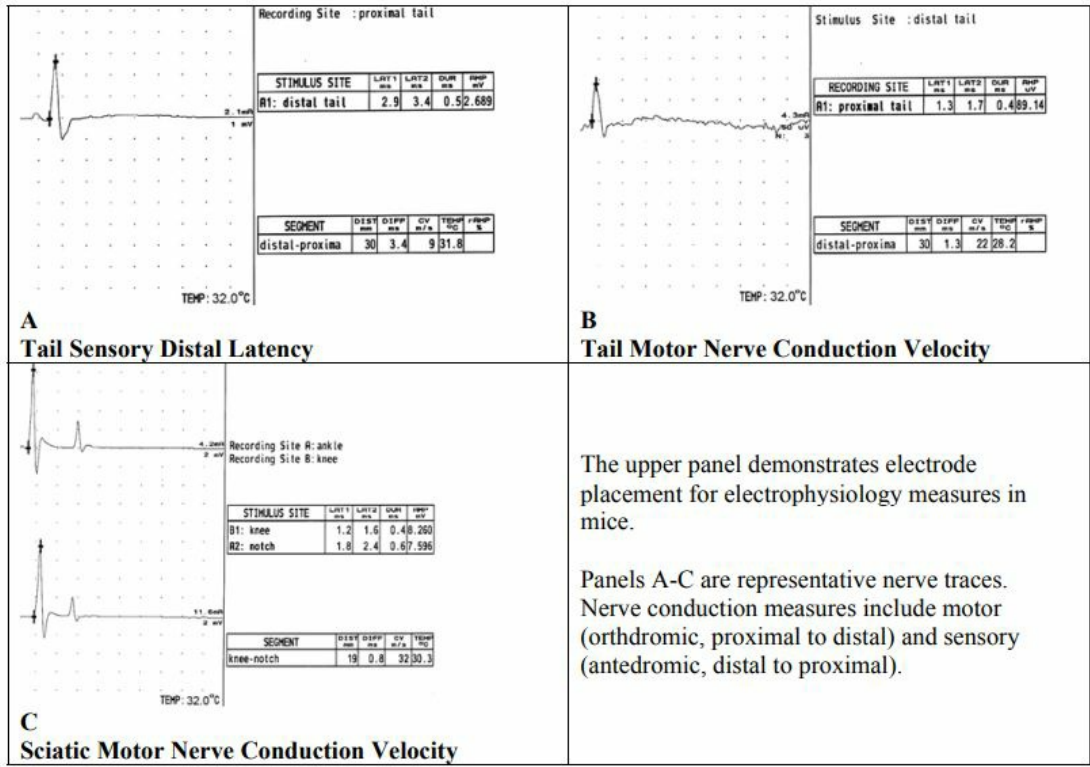 Recording Site :proximal tail
STIMULUS SITE LAT1 ms LAT2 ms DUR ms AMP mV
A1: distal tail 2.9 3.4 0.5 2.689
2.1mA
1 mV
SEGMENT DIST mm DIFF ms CV m/s TEMP °C rAMP %
distal-proxima 30 3.4 9 31.8
TEMP: 32.0°C
A
Tail Sensory Distal Latency
Stimulus Site :distal tail
RECORDING SITE LAT1 ms LAT2 ms DUR ms AMP uV
A1: proximal tail 1.3 1.7 0.4 89.14
4.3mA
50 uV
N: 3
SEGMENT DIST mm DIFF ms CV m/s TEMP °C rAMP %
distal-proxima 30 1.3 22 28.2
TEMP: 32.0°C
B
Tail Motor Nerve Conduction Velocity
4.2mA
2 mV
Recording Site A:ankle
Recording Site B:knee
STIMULUS SITE LAT1 ms LAT2 ms DUR ms AMP mV
B1: knee 1.2 1.6 0.4 8.260
A2: notch 1.8 2.4 0.6 7.596
11.6mA
2 mV
SEGMENT DIST mm DIFF ms CV m/s TEMP °C
knee-notch 19 0.8 32 30.3
TEMP: 32.0°C
C
Sciatic Motor Nerve Conduction Velocity
The upper panel demonstrates electrode
placement for electrophysiology measures in
mice.
Panels A-C are representative nerve traces.
Nerve conduction measures include motor
(orthdromic, proximal to distal) and sensory
(antedromic, distal to proximal).